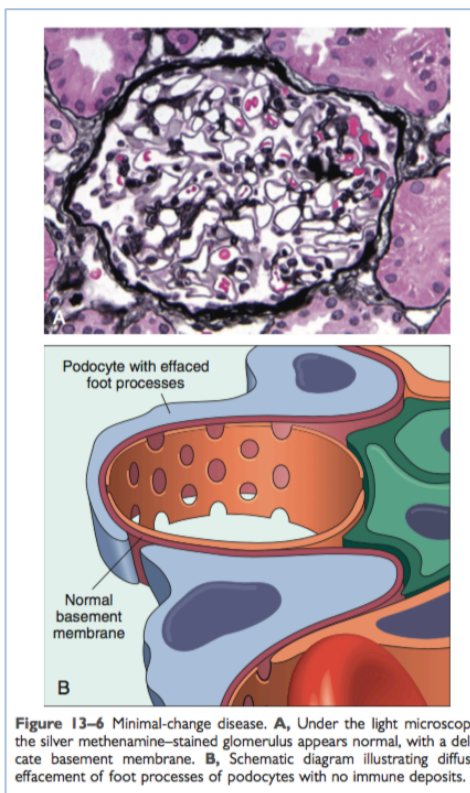 A
Podocyte with effaced
foot processes
Normal
basement
membrane
B
Figure 13–6 Minimal-change disease. A, Under the light microscop
the silver methenamine–stained glomerulus appears normal, with a del
cate basement membrane. B, Schematic diagram illustrating diffus
effacement of foot processes of podocytes with no immune deposits.